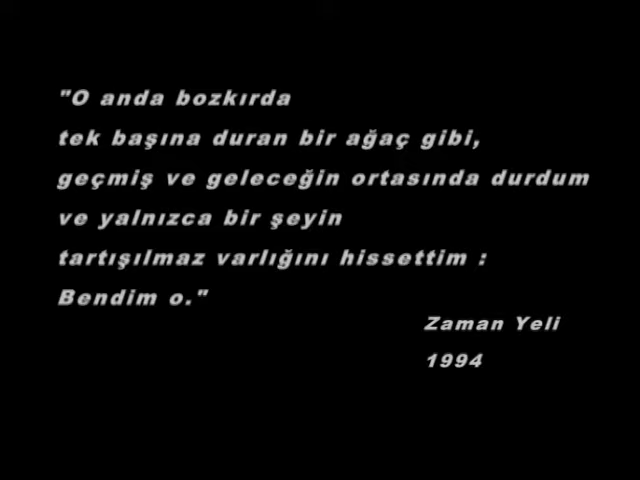 "O anda bozkırda
tek başına duran bir ağaç gibi,
geçmiş ve geleceğin ortasında durdum
ve yalnızca bir şeyin
tartışılmaz varlığını hissettim :
Bendim o."
Zaman Yeli
1994